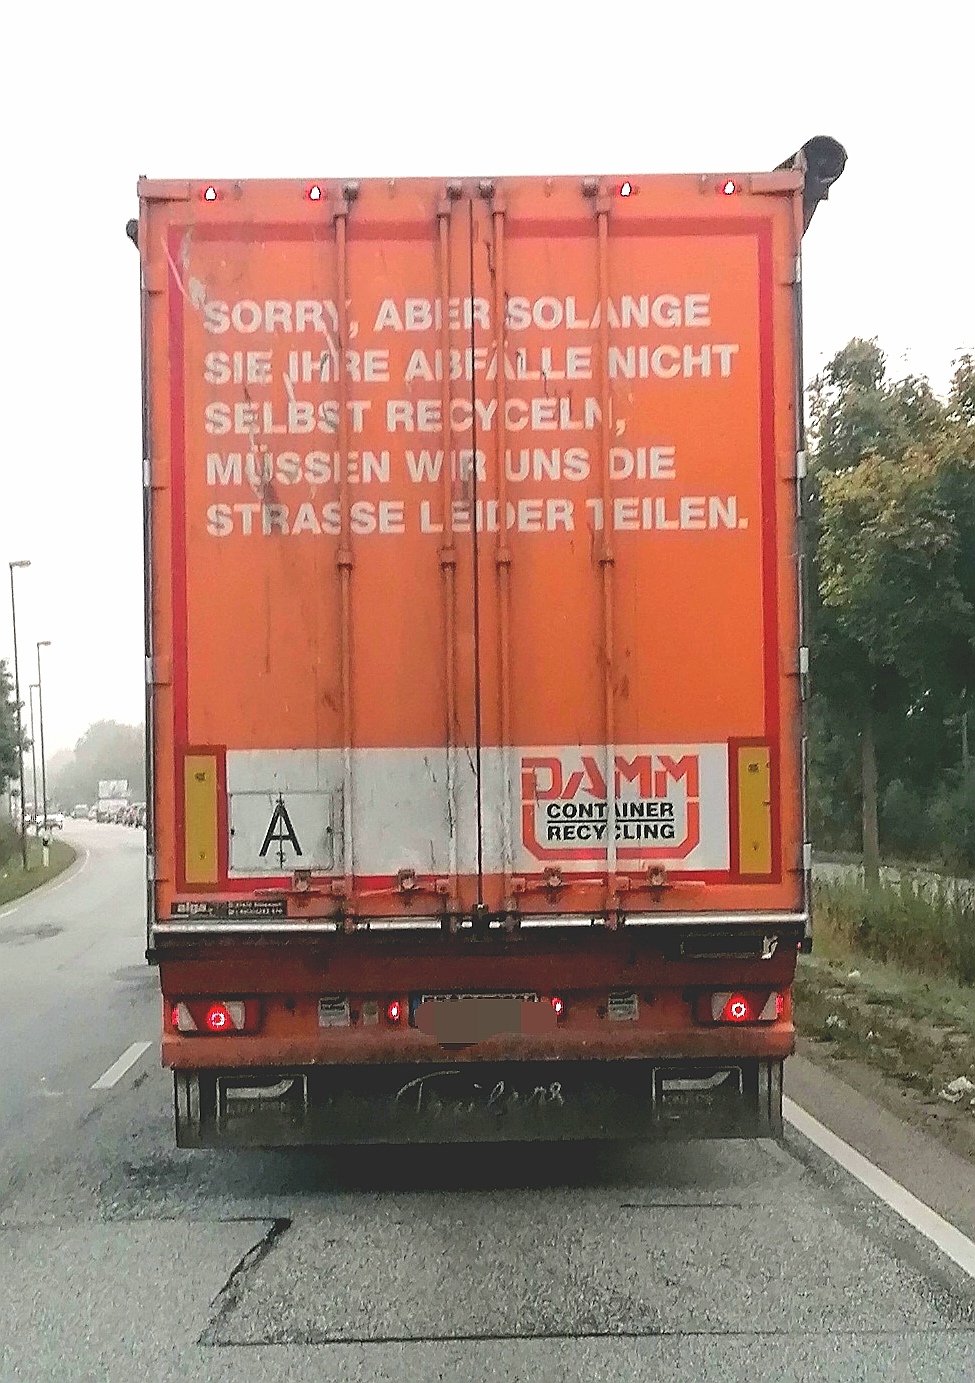 SORRY, ABER SOLANGE
SIE IHRE ABFÄLLE NICHT
SELBST RECYCELN,
MÜSSEN WIR UNS DIE
STRASSE LEIDER TEILEN.
A
DAMM
CONTAINER
RECYCLING